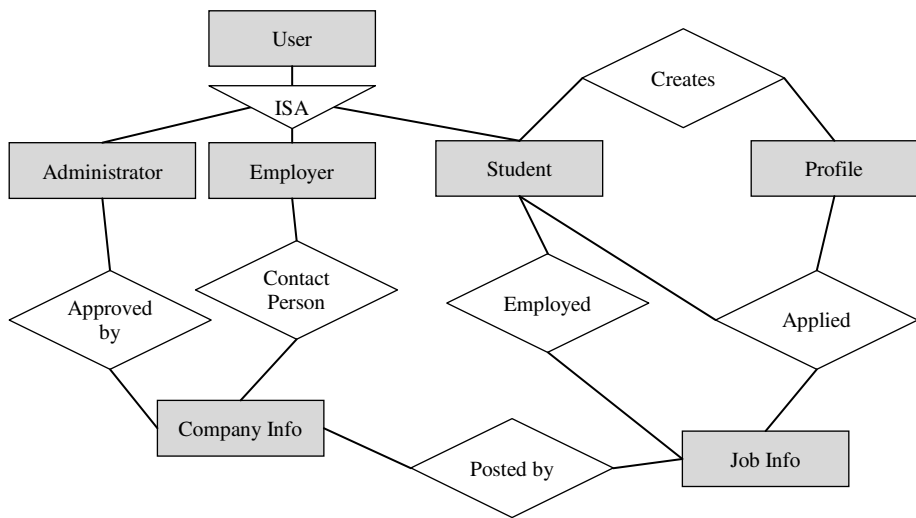 User
Creates
ISA
Administrator
Employer
Student
Profile
Contact
Person
Approved
by
Employed
Applied
Company Info
Posted by
Job Info